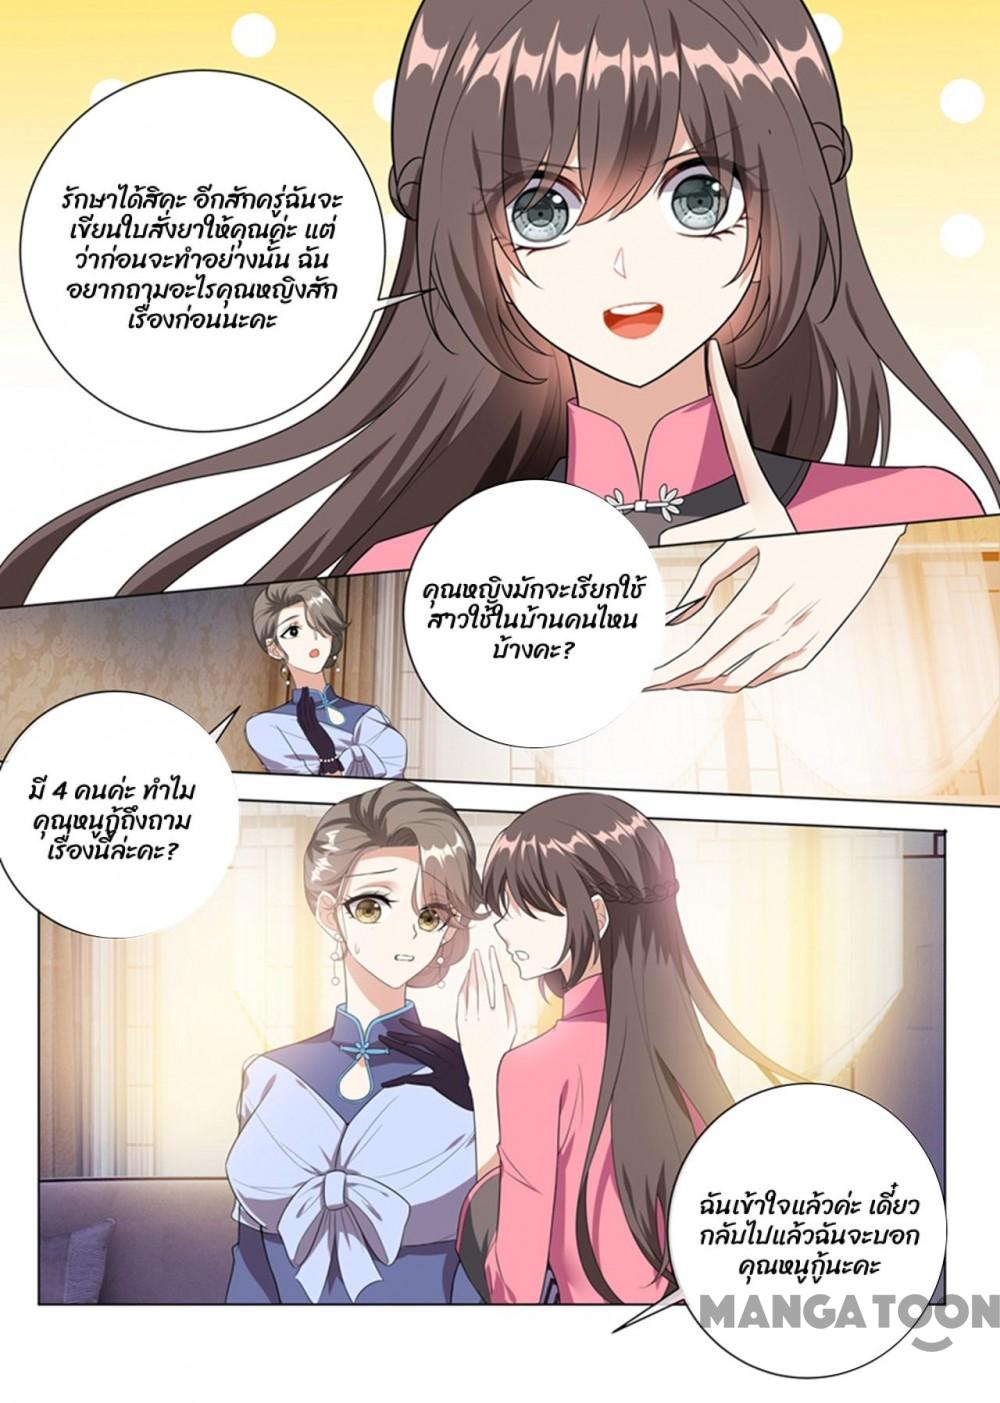 รักษาได้สิคะ อีกสักครู่ฉันจะ
เขียนใบสั่งยาให้คุณค่ะ แต่
ว่าก่อนจะทำอย่างนั้น ฉัน
อยากถามอะไรคุณหญิงสัก
เรื่องก่อนนะคะ
คุณหญิงมักจะเรียกใช้
สาวใช้ในบ้านคนไหน
บ้างคะ?
มี 4 คนค่ะ ทำไม
คุณหนูกู้ถึงถาม
เรื่องนี้ล่ะคะ?
ฉันเข้าใจแล้วค่ะ เดี๋ยว
กลับไปแล้วฉันจะบอก
คุณหนูกู้นะคะ
MANGATOON